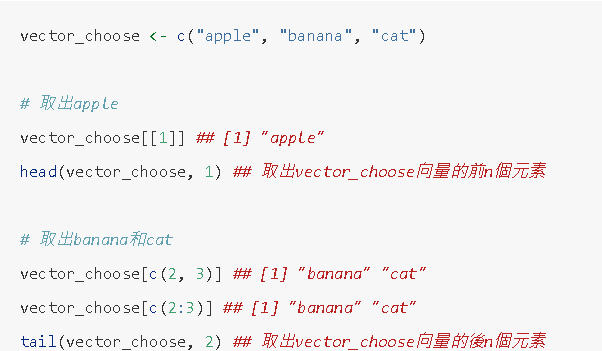 vector_choose <- c("apple", "banana", "cat")
# 取出apple
vector_choose[[1]] ## [1] "apple"
head(vector_choose, 1) ## 取出vector_choose向量的前n個元素
# 取出banana和cat
vector_choose[c(2, 3)] ## [1] "banana" "cat"
vector_choose[c(2:3)] ## [1] "banana" "cat"
tail(vector_choose, 2) ## 取出vector_choose向量的後n個元素